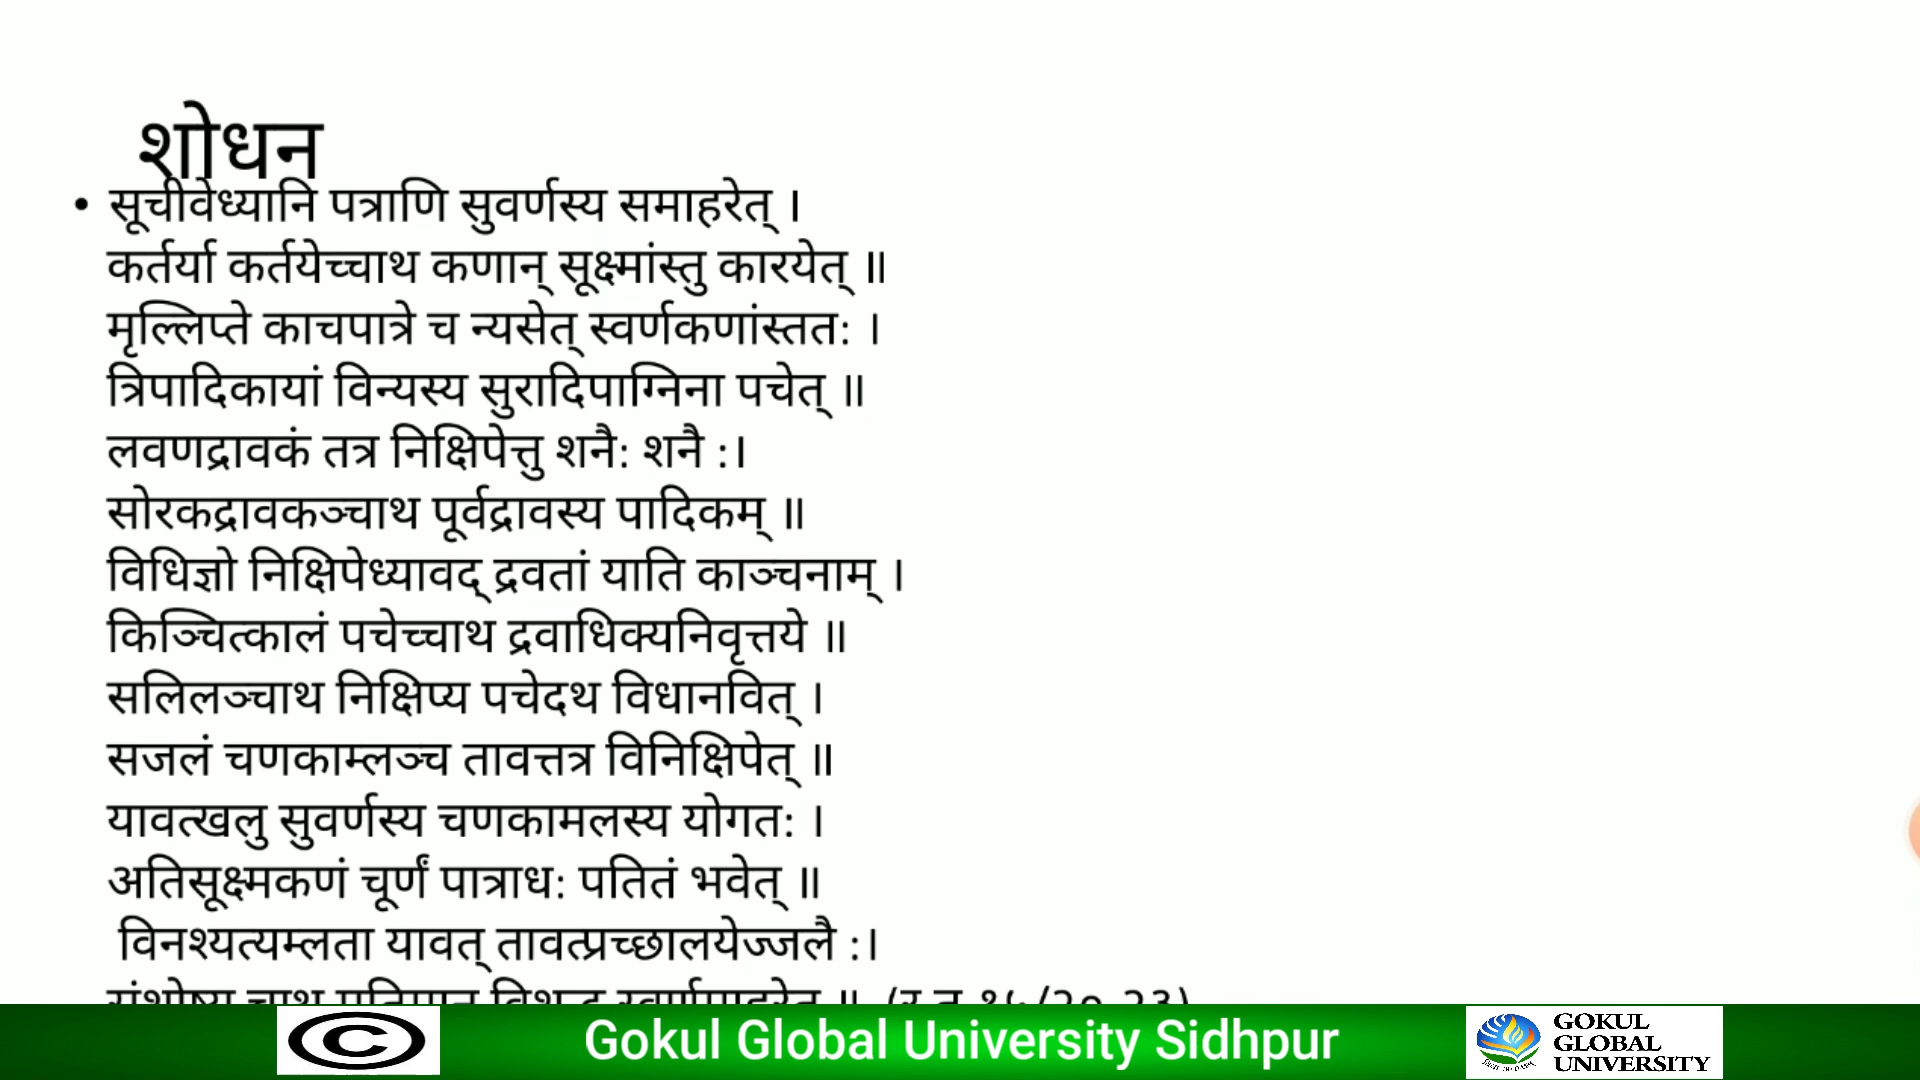 शोधन
• सूचीवेध्यानि पत्राणि सुवर्णस्य समाहरेत् ।
कर्तर्या कर्तयेच्चाथ कणान् सूक्ष्मांस्तु कारयेत् ॥
मृल्लिप्ते काचपात्रे च न्यसेत् स्वर्णकणांस्ततः ।
त्रिपादिकायां विन्यस्य सुरादिपाग्निना पचेत् ॥
लवणद्रावकं तत्र निक्षिपेत्तु शनैः शनै :।
सोरकद्रावकञ्चाथ पूर्वद्रावस्य पादिकम् ॥
विधिज्ञो निक्षिपेध्यावद् द्रवतां याति काञ्चनाम् ।
किञ्चित्कालं पचेच्चाथ द्रवाधिक्यनिवृत्तये ॥
सलिलञ्चाथ निक्षिप्य पचेदथ विधानवित् ।
सजलं चणकाम्लञ्च तावत्तत्र विनिक्षिपेत् ॥
यावत्खलु सुवर्णस्य चणकामलस्य योगतः ।
अतिसूक्ष्मकणं चूर्णं पात्राधः पतितं भवेत् ॥
विनश्यत्यम्लता यावत् तावत्प्रच्छालयेज्जलै :।
Gokul Global University Sidhpur
GOKUL
GLOBAL
UNIVERSITY